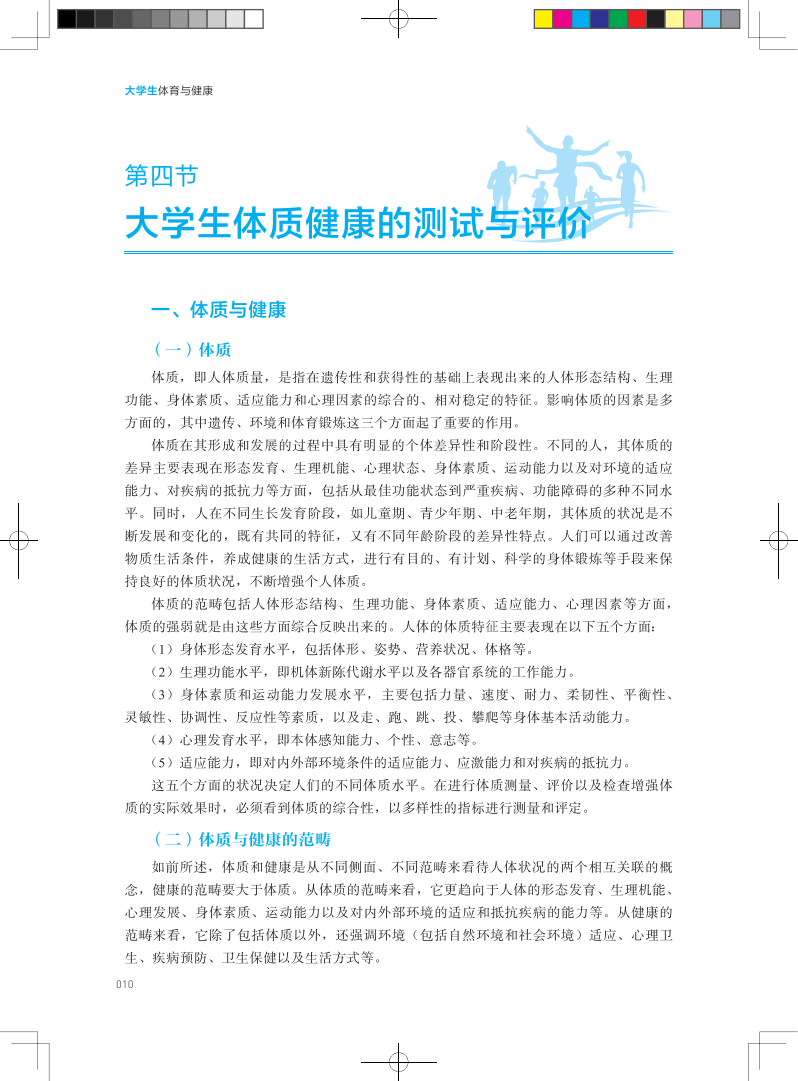 大学生体育与健康
第四节
大学生体质健康的测试与评价
一、体质与健康
（一）体质
体质，即人体质量，是指在遗传性和获得性的基础上表现出来的人体形态结构、生理
功能、身体素质、适应能力和心理因素的综合的、相对稳定的特征。影响体质的因素是多
方面的，其中遗传、环境和体育锻炼这三个方面起了重要的作用。
体质在其形成和发展的过程中具有明显的个体差异性和阶段性。不同的人，其体质的
差异主要表现在形态发育、生理机能、心理状态、身体素质、运动能力以及对环境的适应
能力、对疾病的抵抗力等方面，包括从最佳功能状态到严重疾病、功能障碍的多种不同水
平。同时，人在不同生长发育阶段，如儿童期、青少年期、中老年期，其体质的状况是不
断发展和变化的，既有共同的特征，又有不同年龄阶段的差异性特点。人们可以通过改善
物质生活条件，养成健康的生活方式，进行有目的、有计划、科学的身体锻炼等手段来保
持良好的体质状况，不断增强个人体质。
体质的范畴包括人体形态结构、生理功能、身体素质、适应能力、心理因素等方面，
体质的强弱就是由这些方面综合反映出来的。人体的体质特征主要表现在以下五个方面：
（1）身体形态发育水平，包括体形、姿势、营养状况、体格等。
（2）生理功能水平，即机体新陈代谢水平以及各器官系统的工作能力。
（3）身体素质和运动能力发展水平，主要包括力量、速度、耐力、柔韧性、平衡性、
灵敏性、协调性、反应性等素质，以及走、跑、跳、投、攀爬等身体基本活动能力。
（4）心理发育水平，即本体感知能力、个性、意志等。
（5）适应能力，即对内外部环境条件的适应能力、应激能力和对疾病的抵抗力。
这五个方面的状况决定人们的不同体质水平。在进行体质测量、评价以及检查增强体
质的实际效果时，必须看到体质的综合性，以多样性的指标进行测量和评定。
（二）体质与健康的范畴
如前所述，体质和健康是从不同侧面、不同范畴来看待人体状况的两个相互关联的概
念，健康的范畴要大于体质。从体质的范畴来看，它更趋向于人体的形态发育、生理机能、
心理发展、身体素质、运动能力以及对内外部环境的适应和抵抗疾病的能力等。从健康的
范畴来看，它除了包括体质以外，还强调环境（包括自然环境和社会环境）适应、心理卫
生、疾病预防、卫生保健以及生活方式等。
010